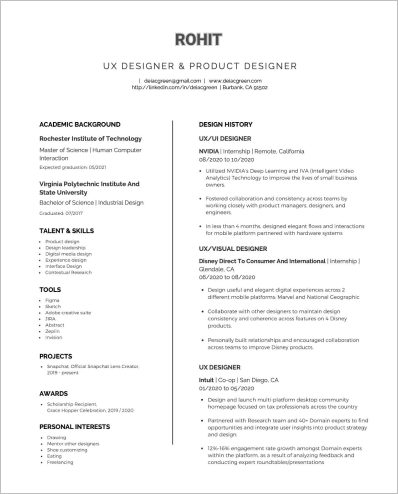 ROHIT
UX DESIGNER & PRODUCT DESIGNER
| deiacgreen@gmail.com | www.deiacgreen.com
http://linkedin.com/in/deiacgreen | Burbank, CA 91502
ACADEMIC BACKGROUND
Rochester Institute of Technology
Master of Science | Human Computer
Interaction
Expected graduation: 05/2021
Virginia Polytechnic Institute And
State University
Bachelor of Science | Industrial Design
Graduated: 07/2017
TALENT & SKILLS
Product design
Design leadership
Digital media design
Experience design
Interface Design
Contextual Research
TOOLS
Figma
Sketch
Adobe creative suite
JIRA
Abstract
Zeplin
Invision
PROJECTS
Snapchat, Official Snapchat Lens Creator,
2019 - present
AWARDS
Scholarship Recipient,
Grace Hopper Celebration, 2019 / 2020
PERSONAL INTERESTS
Drawing
Mentor other designers
Shoe customizing
Eating
Freelancing
DESIGN HISTORY
UX/UI DESIGNER
NVIDIA | Internship | Remote, California
08/2020 to 10/2020
Utilized NVIDIA's Deep Learning and IVA (Intelligent Video
Analytics) Technology to improve the lives of small business
owners.
Fostered collaboration and consistency across teams by
working closely with product managers, designers, and
engineers.
In less than 4 months, designed elegant flows and interactions
for mobile platform partnered with hardware systems
UX/VISUAL DESIGNER
Disney Direct To Consumer And International | Internship |
Glendale, CA
06/2020 to 08/2020
Design useful and elegant digital experiences across 2
different mobile platforms: Marvel and National Geographic
Collaborate with other designers to maintain design
consistency and coherence across features on 4 Disney
products.
Personally built relationships and encouraged collaboration
across teams to improve Disney products.
UX DESIGNER
Intuit | Co-op | San Diego, CA
01/2020 to 05/2020
Design and launch multi-platform desktop community
homepage focused on tax professionals across the country
Partnered with Research team and 40+ Domain experts to find
opportunities and integrate user insights into product strategy
and design.
12%-16% engagement rate growth amongst Domain experts
within the platform, as a result of analyzing feedback and
conducting expert roundtables/presentations